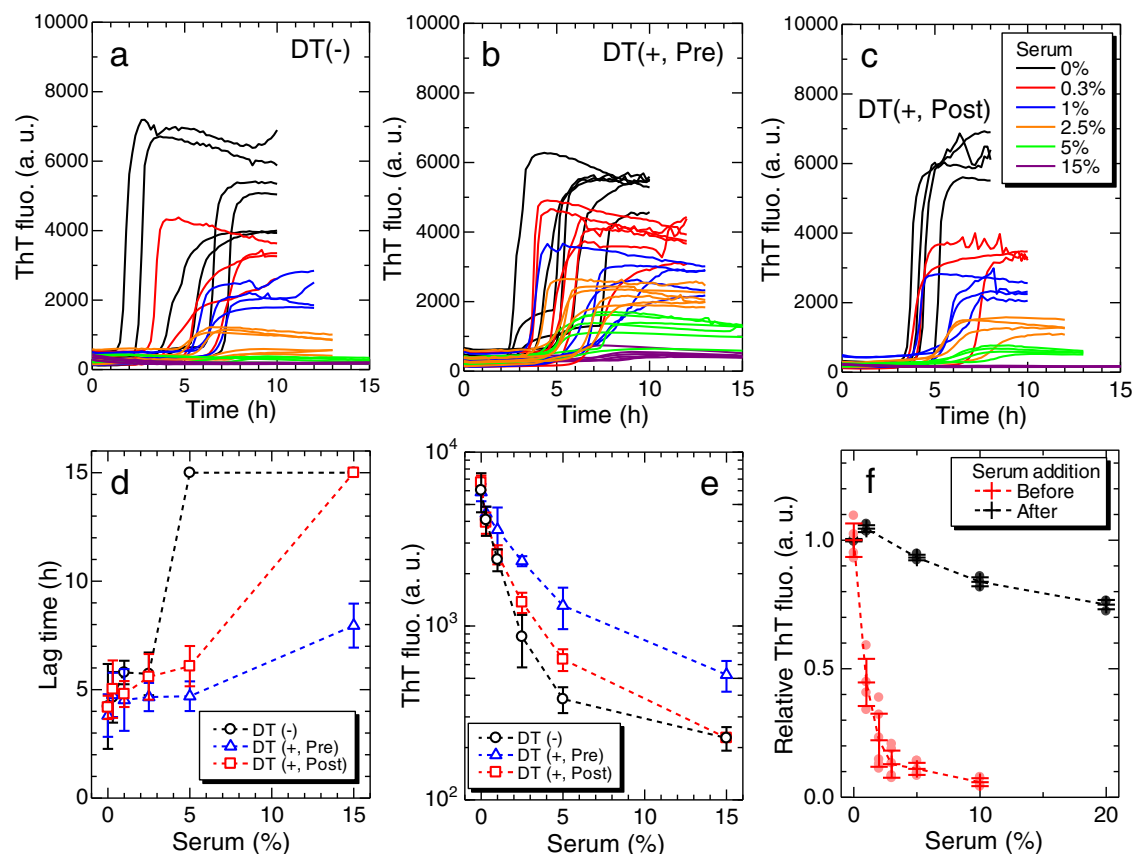 a
DT(-)
ThT fluo. (a. u.)
10000
8000
6000
4000
2000
0
0
5
10
15
Time (h)
b
DT(+, Pre)
ThT fluo. (a. u.)
10000
8000
6000
4000
2000
0
0
5
10
15
Time (h)
c
DT(+, Post)
ThT fluo. (a. u.)
10000
8000
6000
4000
2000
0
0
5
10
15
Time (h)
Serum
0%
0.3%
1%
2.5%
5%
15%
d
Lag time (h)
15
10
5
0
0
5
10
15
Serum (%)
DT (-)
DT (+, Pre)
DT (+, Post)
e
ThT fluo. (a. u.)
10⁴
10³
10²
0
5
10
15
Serum (%)
DT (-)
DT (+, Pre)
DT (+, Post)
f
Relative ThT fluo. (a. u.)
1.0
0.5
0.0
0
5
10
15
20
Serum (%)
Serum addition
Before
After